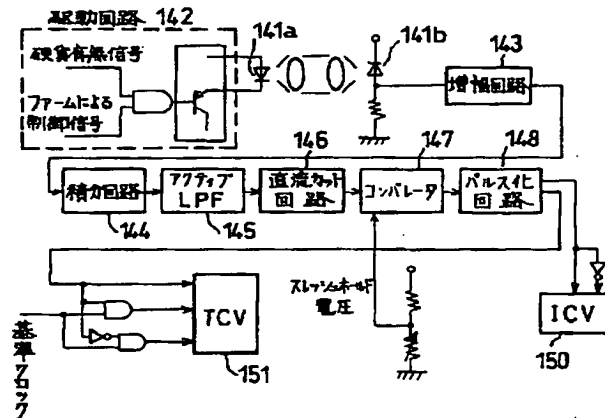 駆動回路 142
硬貨有無信号
ファームによる
制御信号
141a
141b
143
増幅回路
146
147
148
積分回路
アクティブ
LPF
直流カット
回路
コンパレータ
パルス化
回路
144
145
スレッシュホールド
電圧
TCV
151
ICV
150
基準クロック